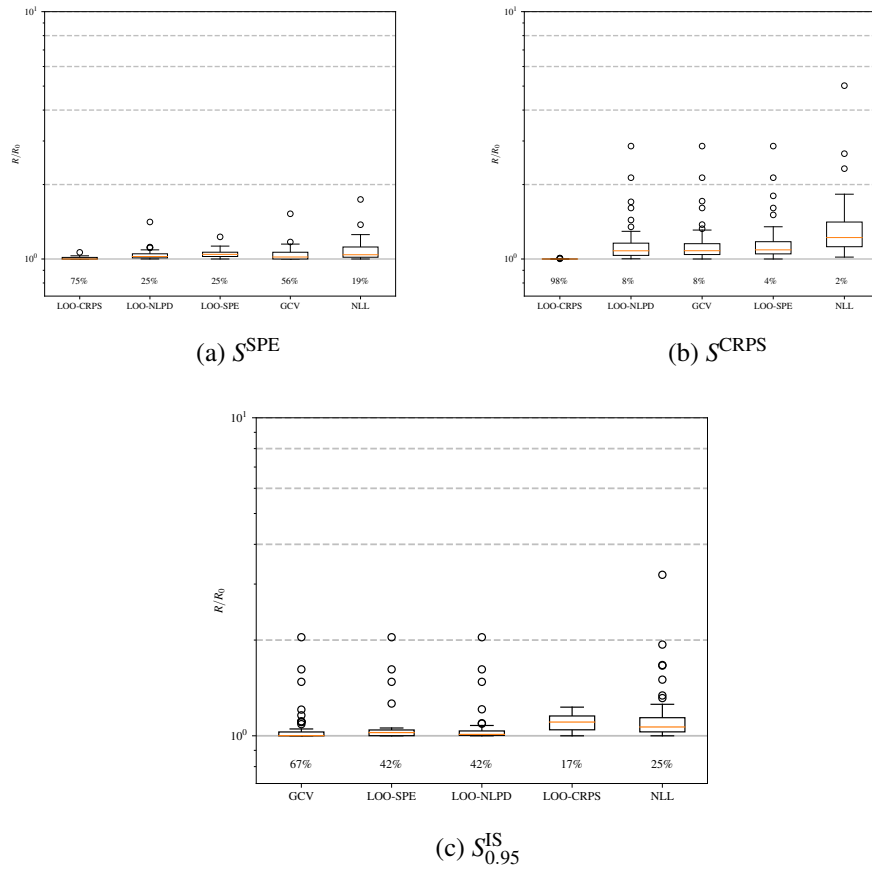 10¹
R/R₀
10⁰
75% 25% 25% 56% 19%
LOO-CRPS LOO-NLPD LOO-SPE GCV NLL
(a) S^SPE
10¹
R/R₀
10⁰
98% 8% 8% 4% 2%
LOO-CRPS LOO-NLPD GCV LOO-SPE NLL
(b) S^CRPS
10¹
R/R₀
10⁰
67% 42% 42% 17% 25%
GCV LOO-SPE LOO-NLPD LOO-CRPS NLL
(c) S^IS_0.95